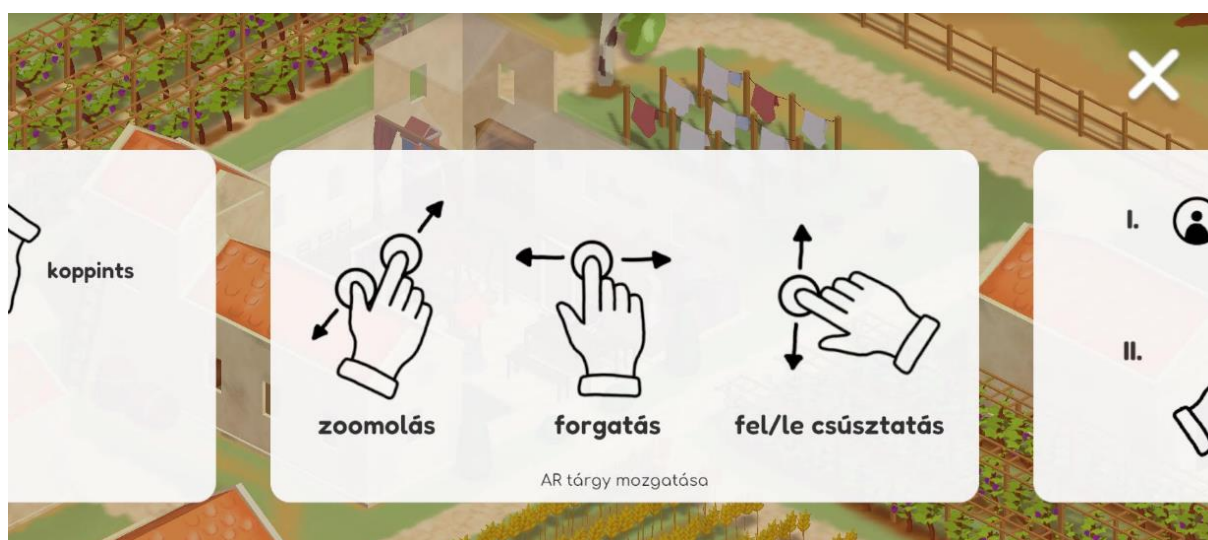 koppints
zoomolás
forgatás
fel/le csúsztatás
AR tárgy mozgatása
I.
II.